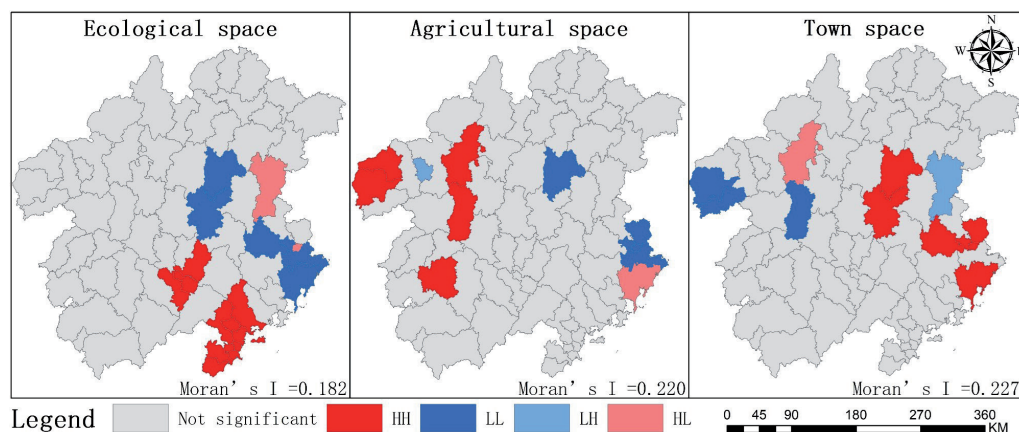 Ecological space
Agricultural space
Town space
N
W
E
S
Moran's I =0.182
Moran's I =0.220
Moran's I =0.227
Legend
Not significant
HH
LL
LH
HL
0 45 90 180 270 360
KM